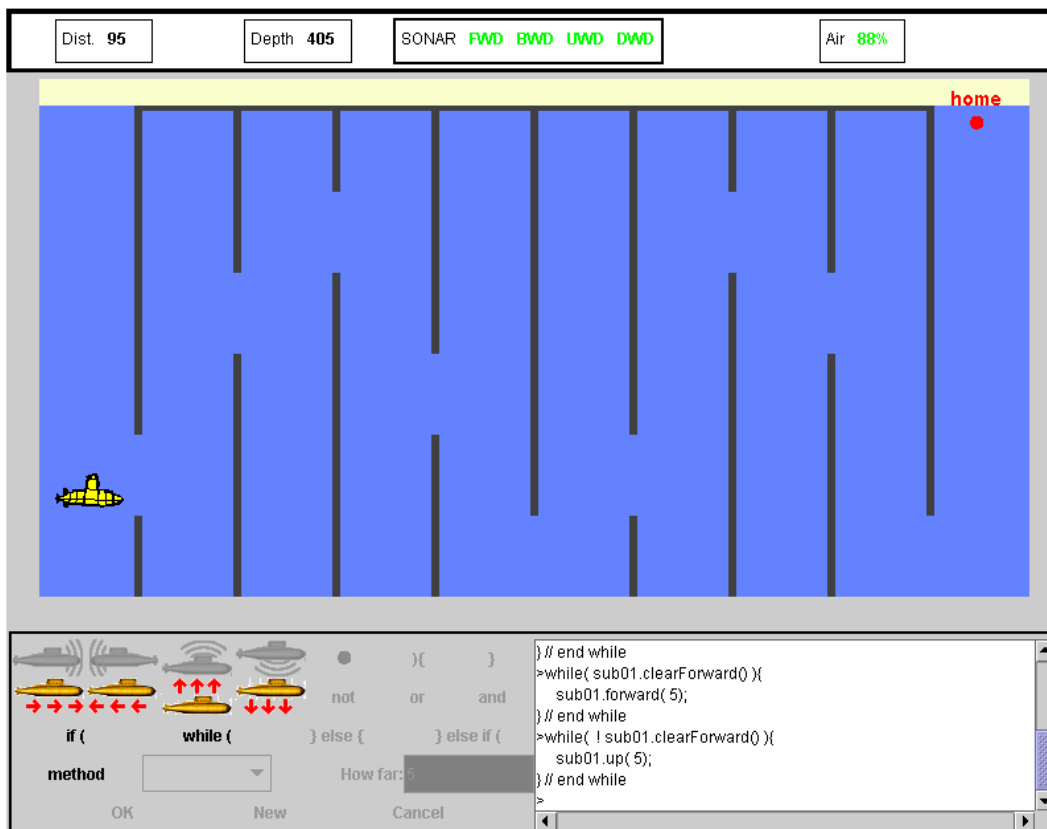 Dist. 95 Depth 405 SONAR FWD BWD UWD DWD Air 88%
home
not or and
){ }
if ( while ( } else { } else if (
method How far: 5
OK New Cancel
} // end while
>while( sub01.clearForward() ){
sub01.forward( 5);
} // end while
>while( ! sub01.clearForward() ){
sub01.up( 5);
} // end while
>